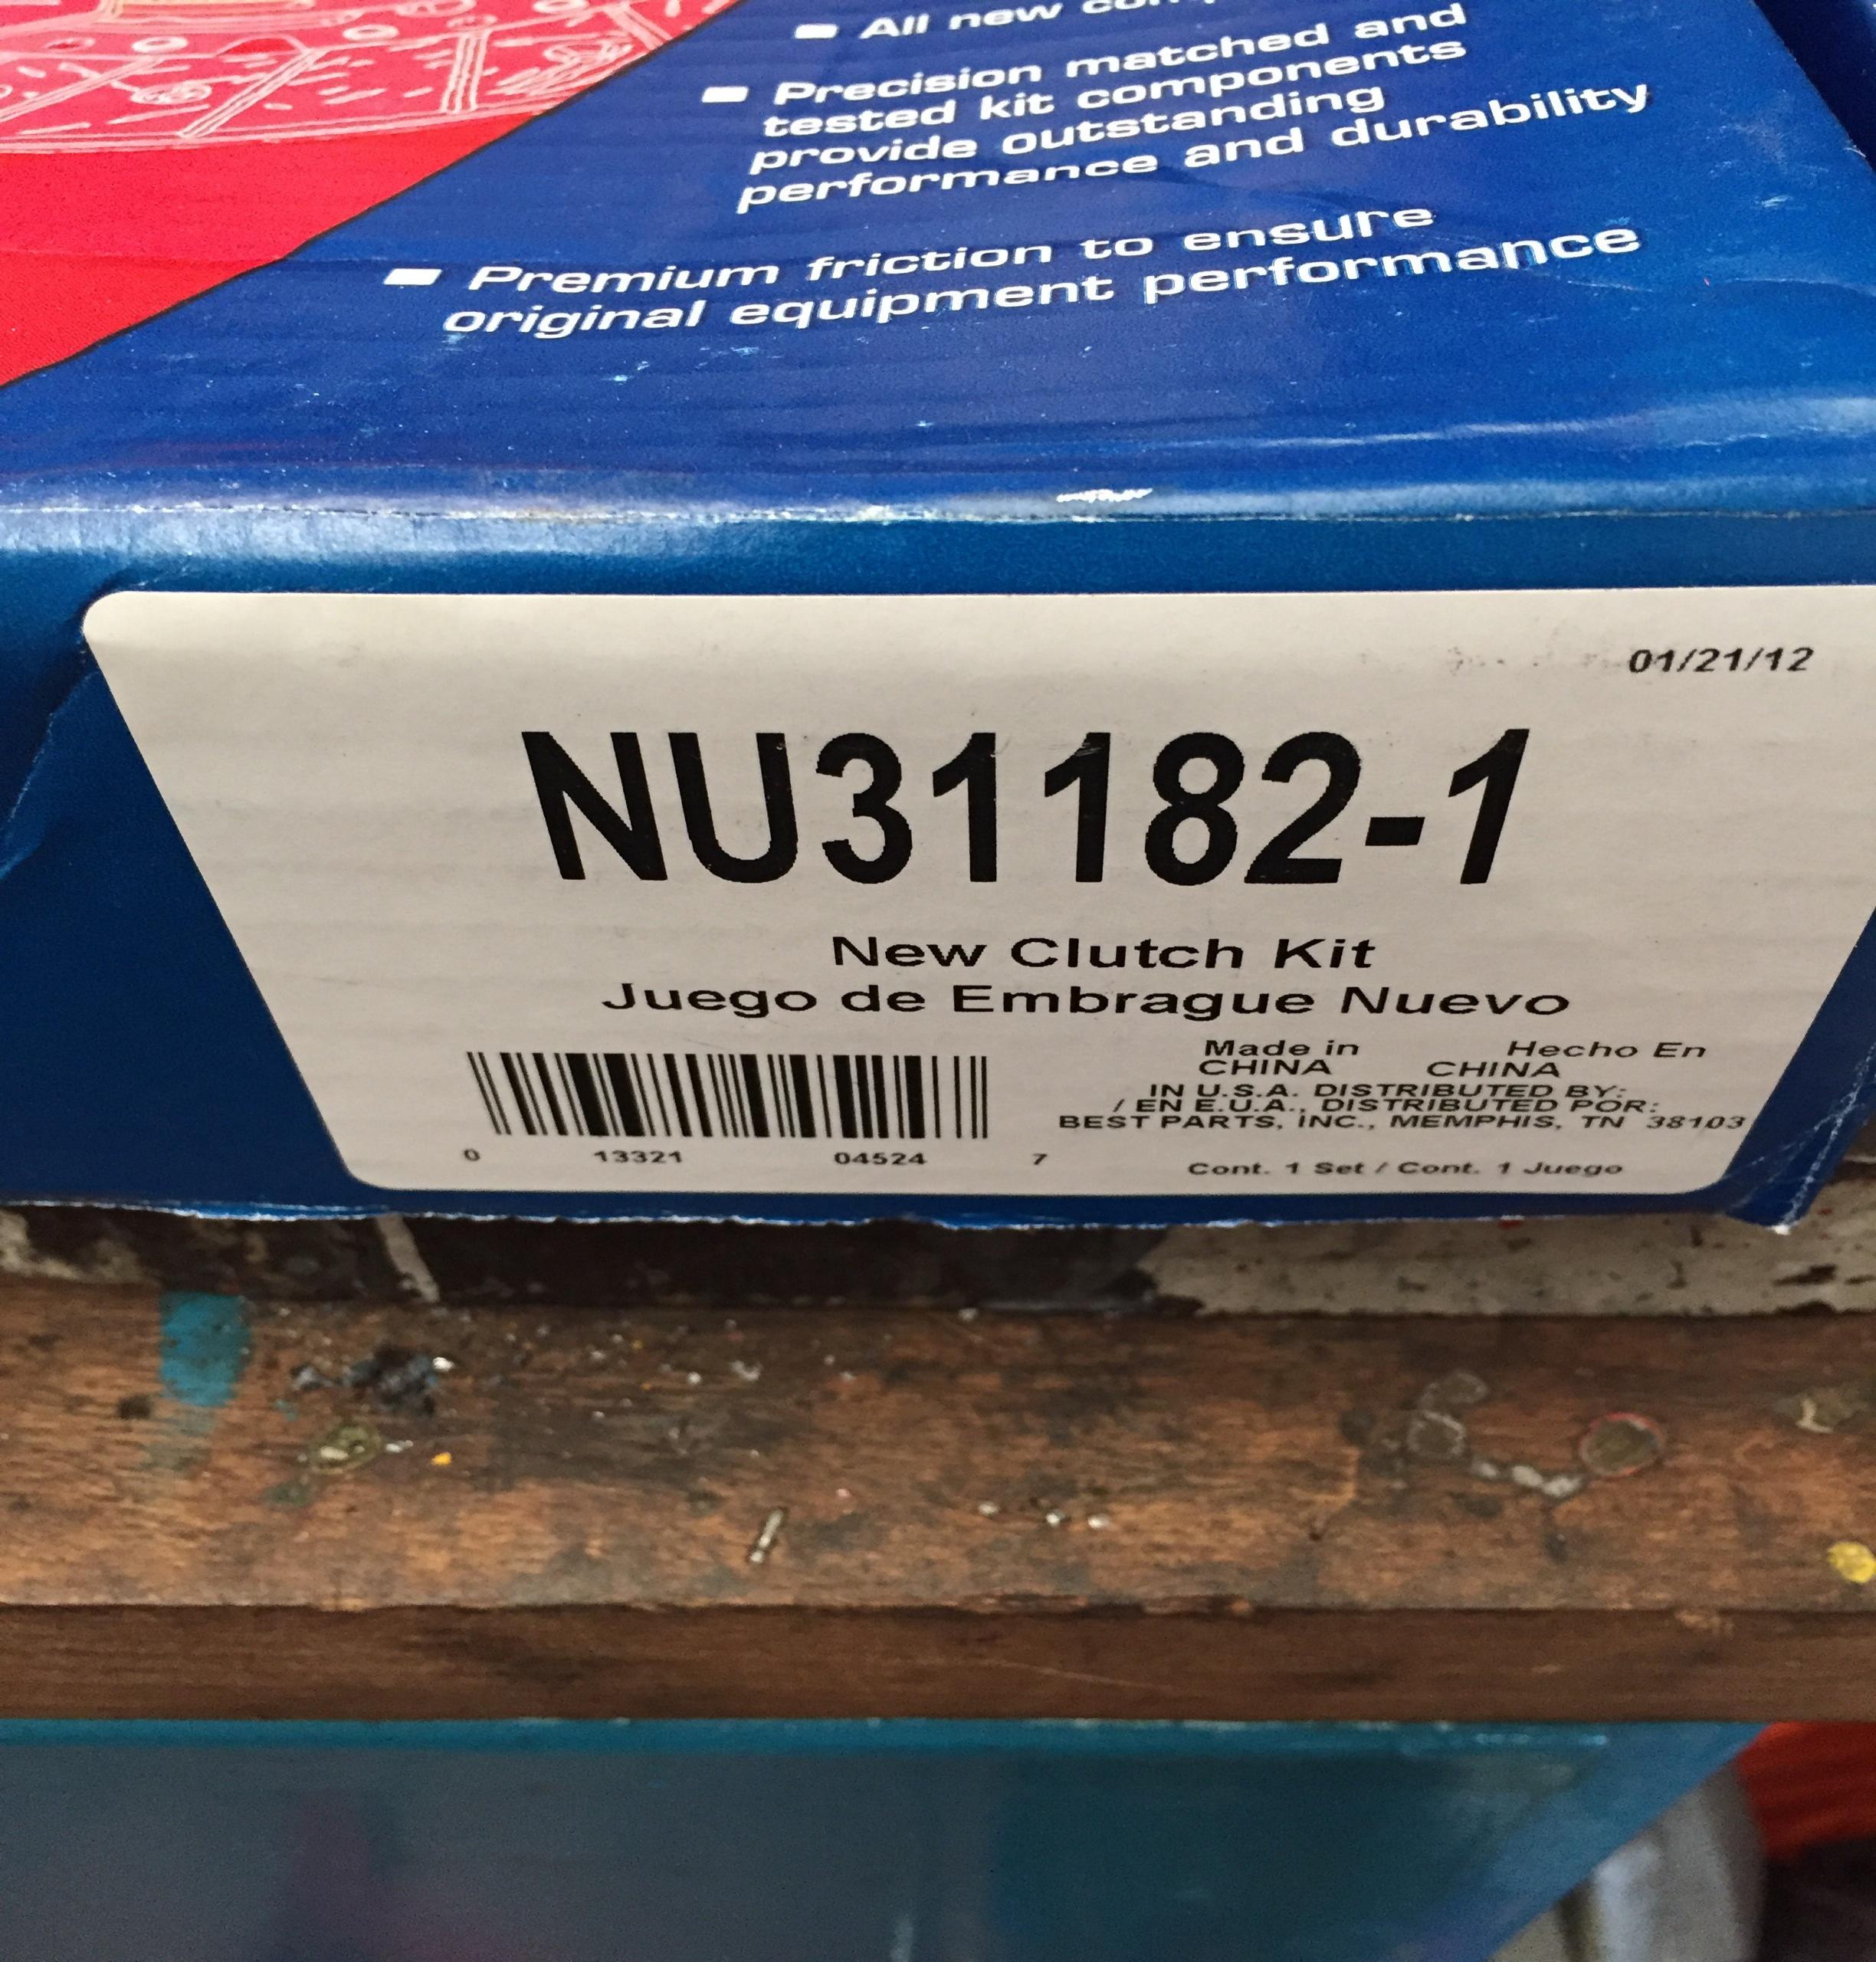 All new
Precision matched and
tested kit components
provide outstanding
performance and durability
Premium friction to ensure
original equipment performance
01/21/12
NU31182-1
New Clutch Kit
Juego de Embrague Nuevo
Made in Hecho En
CHINA CHINA
IN U.S.A. DISTRIBUTED BY:
/ EN E.U.A., DISTRIBUTED POR:
BEST PARTS, INC., MEMPHIS, TN 38103
0 13321 04524 7
Cont. 1 Set / Cont. 1 Juego